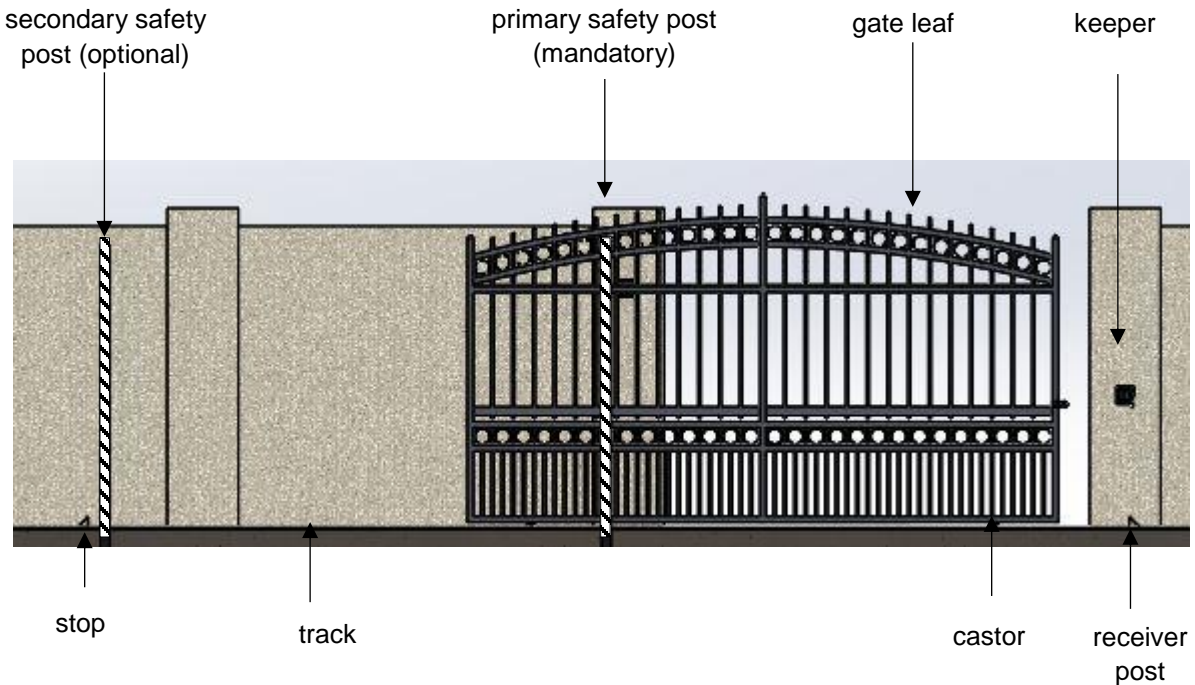 secondary safety
post (optional)
primary safety post
(mandatory)
gate leaf
keeper
stop
track
castor
receiver
post